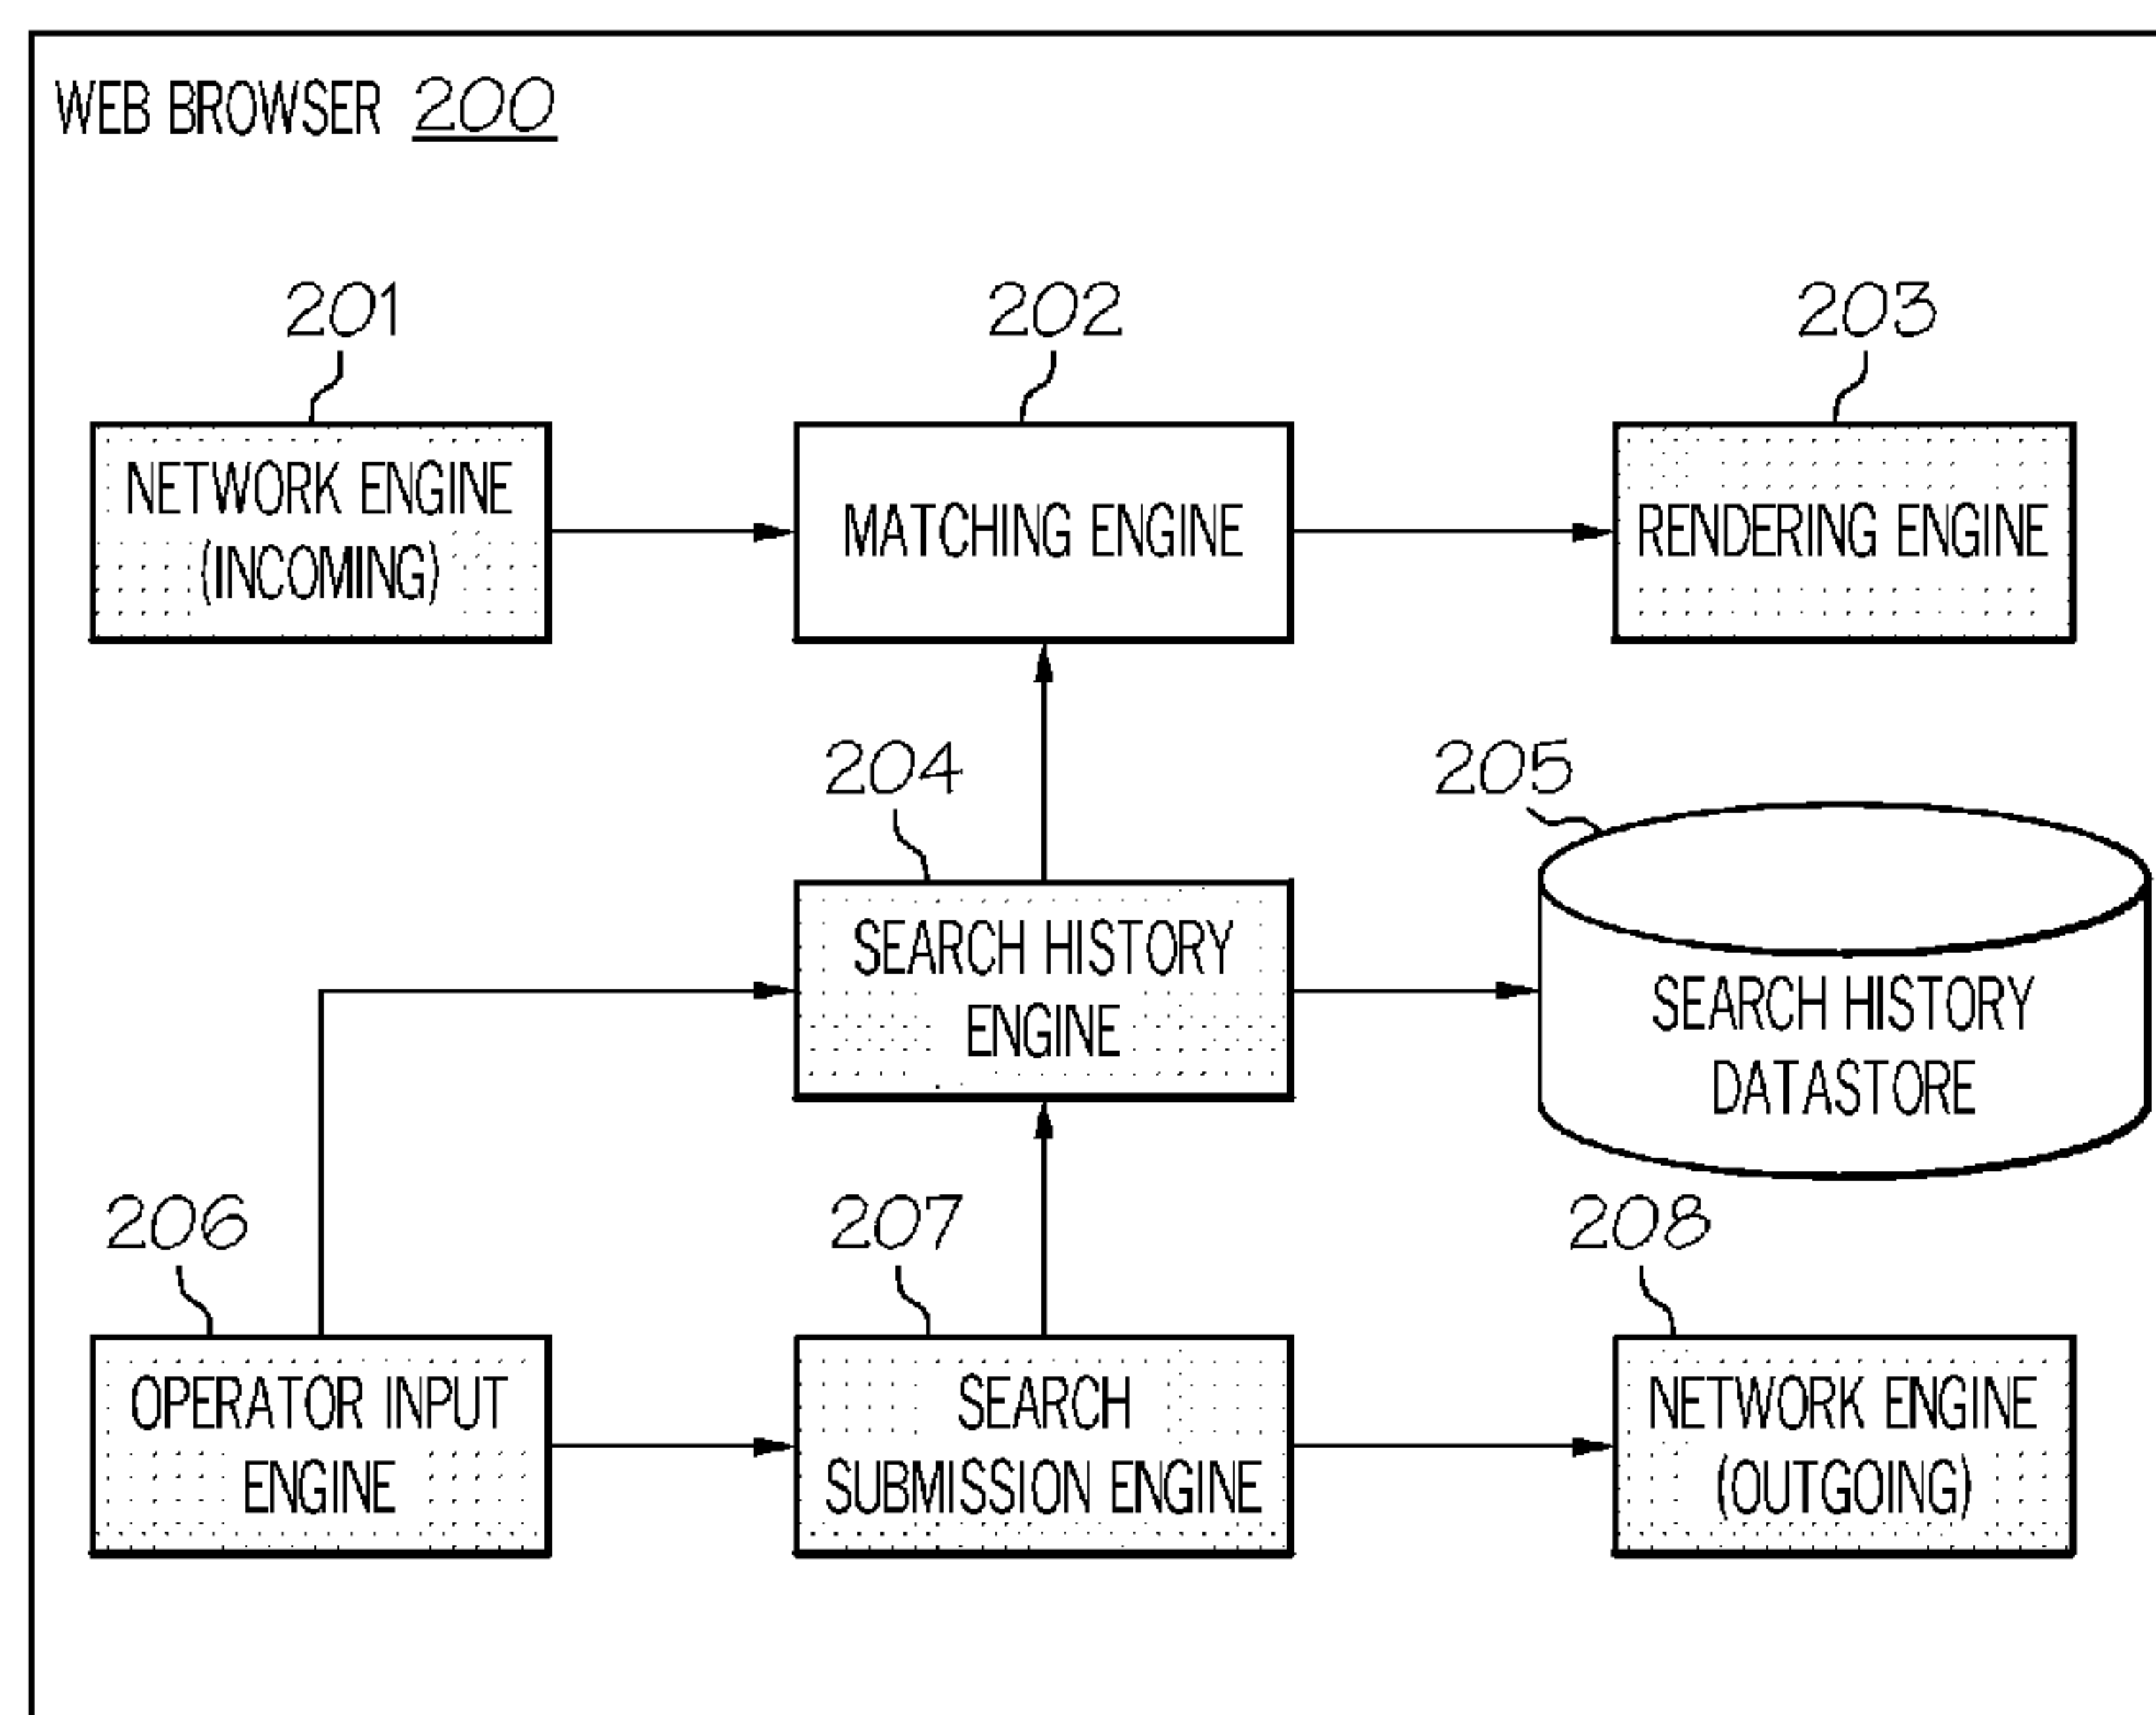 WEB BROWSER 200
201
202
203
NETWORK ENGINE
(INCOMING)
MATCHING ENGINE
RENDERING ENGINE
204
205
SEARCH HISTORY
ENGINE
SEARCH HISTORY
DATASTORE
206
207
208
OPERATOR INPUT
ENGINE
SEARCH
SUBMISSION ENGINE
NETWORK ENGINE
(OUTGOING)